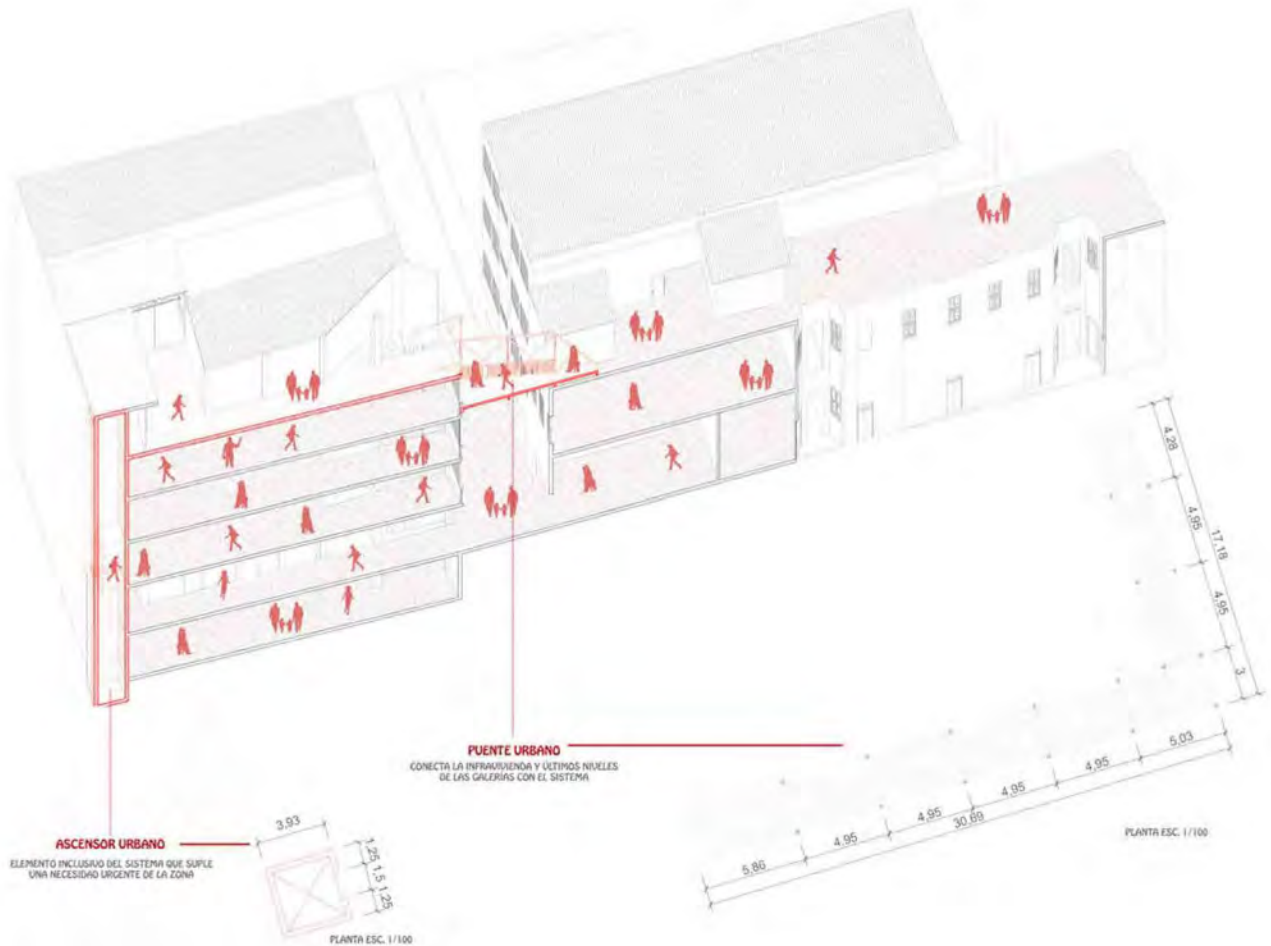 4,28
4,95
17,18
4,95
3
PUENTE URBANO
CONECTA LA INFRAVIVIENDA Y ÚLTIMOS NIVELES
DE LAS GALERÍAS CON EL SISTEMA
5,03
4,95
4,95
4,95
30,69
4,95
5,86
PLANTA ESC. 1/100
ASCENSOR URBANO
ELEMENTO INCLUSIVO DEL SISTEMA QUE SUPLE
UNA NECESIDAD URGENTE DE LA ZONA
3,93
1,25
1,5
1,25
PLANTA ESC. 1/100